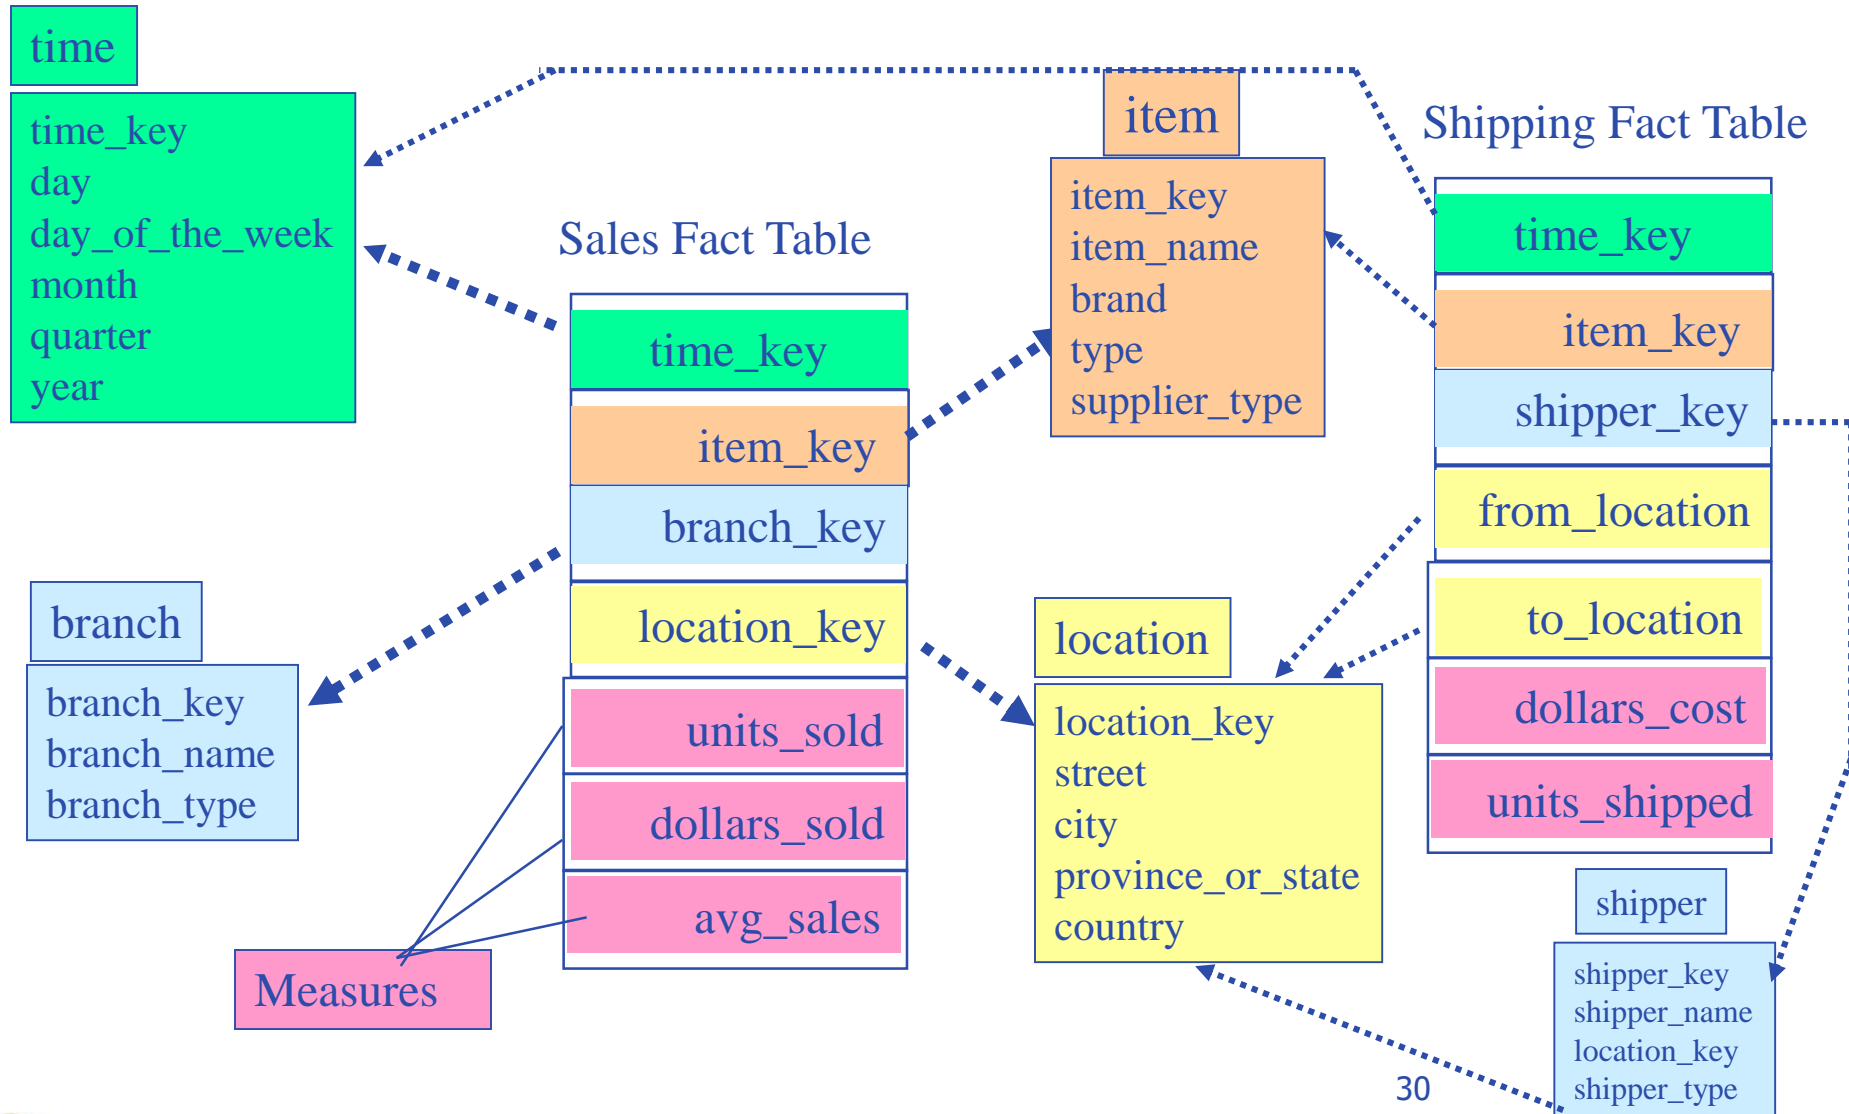 time
time_key
day
day_of_the_week
month
quarter
year
Sales Fact Table
time_key
item_key
branch_key
location_key
units_sold
dollars_sold
avg_sales
Measures
branch
branch_key
branch_name
branch_type
item
item_key
item_name
brand
type
supplier_type
location
location_key
street
city
province_or_state
country
Shipping Fact Table
time_key
item_key
shipper_key
from_location
to_location
dollars_cost
units_shipped
shipper
shipper_key
shipper_name
location_key
shipper_type
30